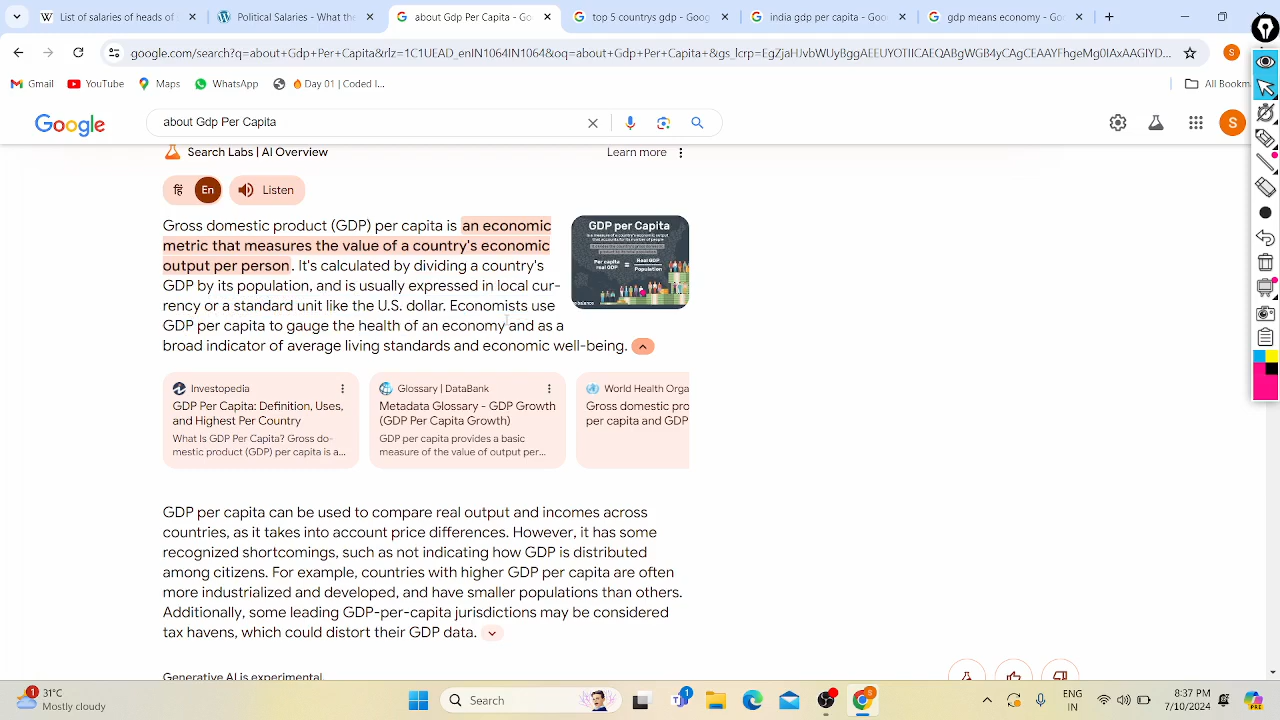 List of salaries of heads of
Political Salaries - What of the
about GDP per Capita - Go
top 5 countrys gdp - Goo
india gdp per capita - Goo
gdp mean economy - Go
google.com/search?q=about+Gdp+Per+Capita&rlz=1C1UEAD_enIN1064IN1064&oq=about+Gdp+Per+Capita+&gs_lcrp=
Gmail
YouTube
Maps
WhatsApp
Day 01 | Coded I...
All Bookm
Google
about Gdp Per Capita
S
Search Labs | AI Overview
Learn more
हिं
En
Listen
Gross domestic product (GDP) per capita is an economic
metric that measures the value of a country's economic
output per person. It's calculated by dividing a country's
GDP by its population, and is usually expressed in local cur-
rency or a standard unit like the U.S. dollar. Economists use
GDP per capita to gauge the health of an economy and as a
broad indicator of average living standards and economic well-being.
GDP per Capita
Per capita real GDP = Real GDP / Population
Investopedia
GDP Per Capita: Definition, Uses,
and Highest Per Country
What Is GDP Per Capita? Gross do-
mestic product (GDP) per capita is a...
Glossary | DataBank
Metadata Glossary - GDP Growth
(GDP Per Capita Growth)
GDP per capita provides a basic
measure of the value of output per...
World Health Orga
Gross domestic pro
per capita and GDP
GDP per capita can be used to compare real output and incomes across
countries, as it takes into account price differences. However, it has some
recognized shortcomings, such as not indicating how GDP is distributed
among citizens. For example, countries with higher GDP per capita are often
more industrialized and developed, and have smaller populations than others.
Additionally, some leading GDP-per-capita jurisdictions may be considered
tax havens, which could distort their GDP data.
Generative AI is experimental.
31°C
Mostly cloudy
Search
ENG
IN
8:37 PM
7/10/2024